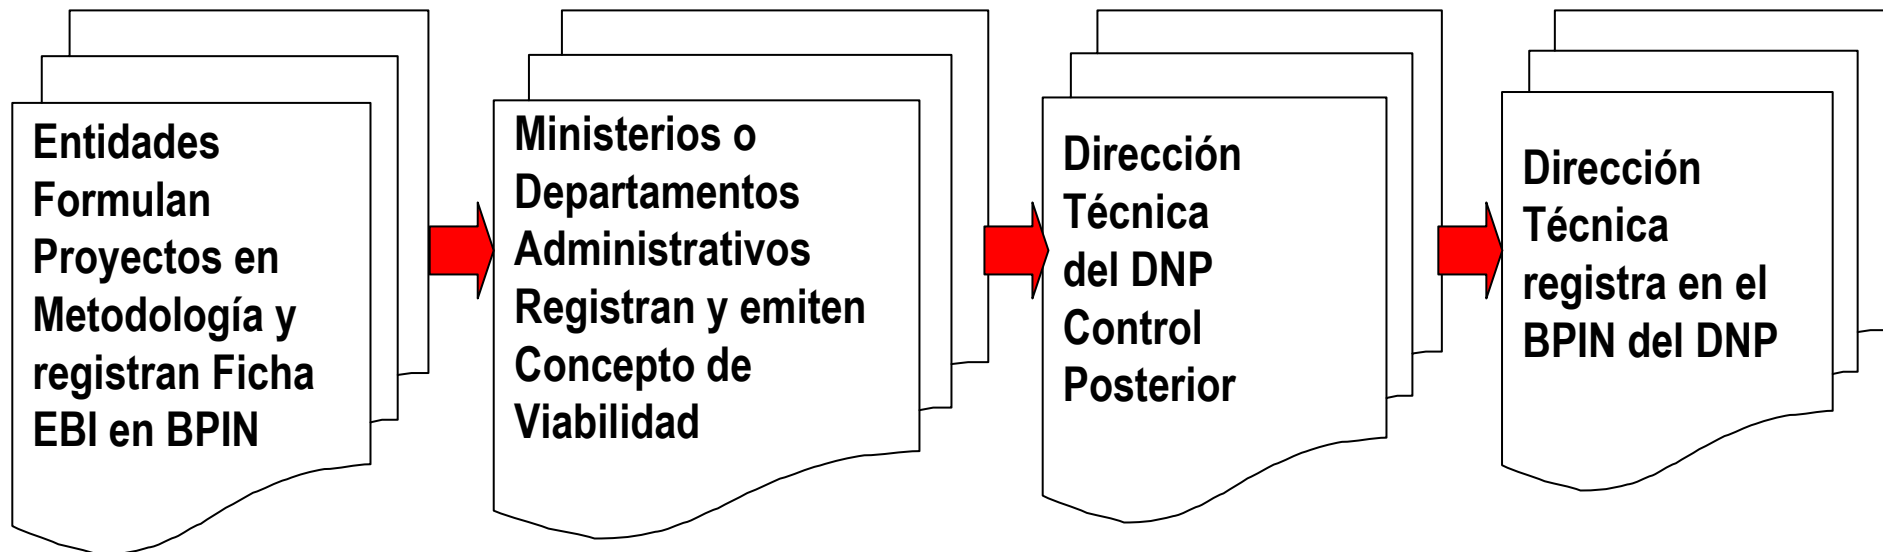 Entidades
Formulan
Proyectos en
Metodología y
registran Ficha
EBI en BPIN
Ministerios o
Departamentos
Administrativos
Registran y emiten
Concepto de
Viabilidad
Dirección
Técnica
del DNP
Control
Posterior
Dirección
Técnica
registra en el
BPIN del DNP